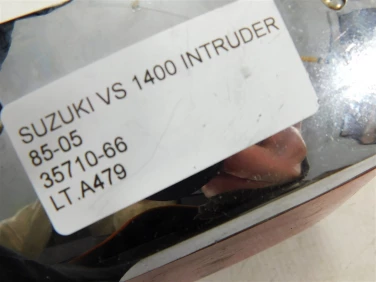 SUZUKI VS 1400 INTRUDER
85-05
35710-66
LT.A479